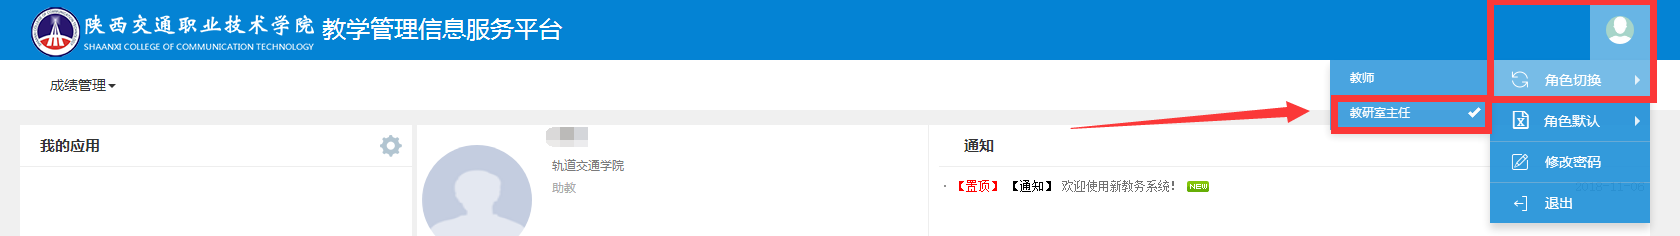 陕西交通职业技术学院 教学管理信息服务平台
SHAANXI COLLEGE OF COMMUNICATION TECHNOLOGY
成绩管理
教师
角色切换
教研室主任
角色默认
修改密码
退出
我的应用
轨道交通学院
助教
通知
【置顶】【通知】 欢迎使用新教务系统! NEW